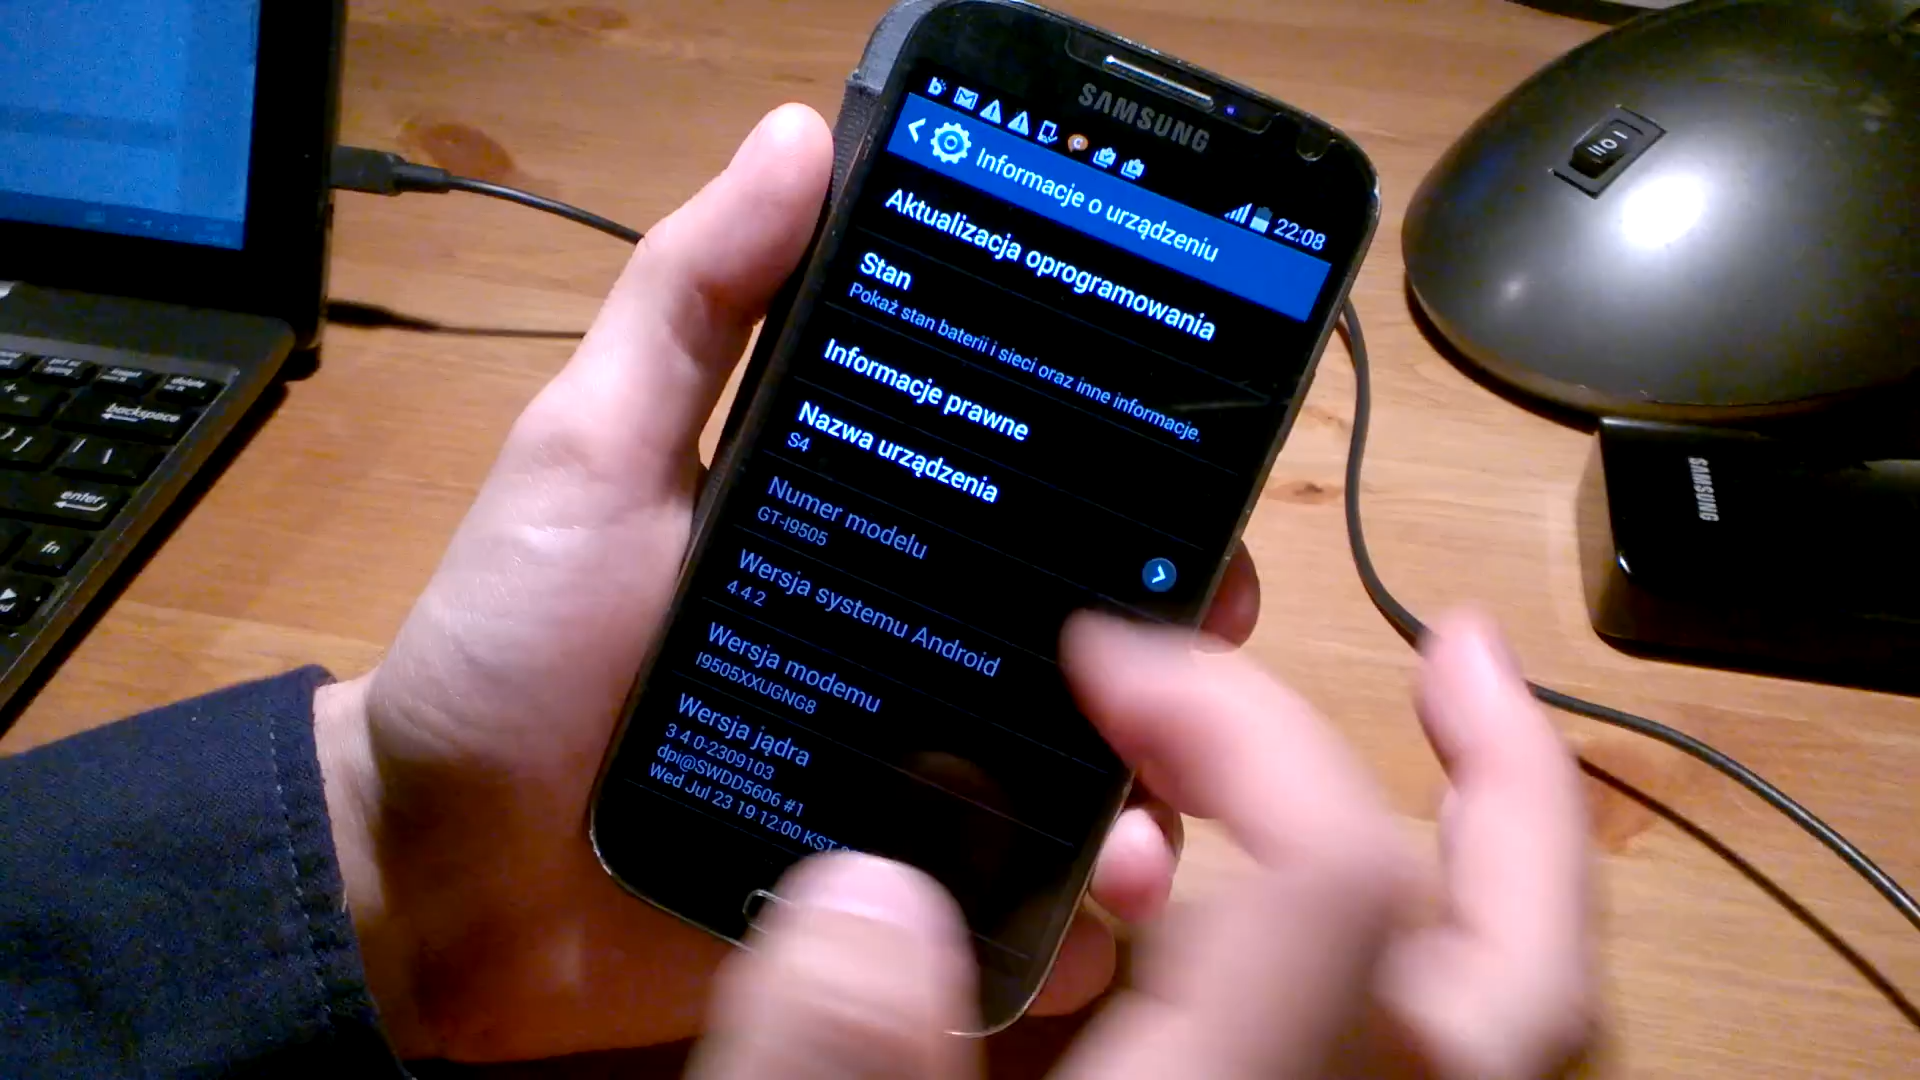 SAMSUNG
22:08
Informacje o urządzeniu
Aktualizacja oprogramowania
Stan
Pokaż stan baterii i sieci oraz inne informacje.
Informacje prawne
Nazwa urządzenia
S4
Numer modelu
GT-I9505
Wersja systemu Android
4.4.2
Wersja modemu
I9505XXUGNG8
Wersja jądra
3.4.0-2309103
dpi@SWDD5606 #1
Wed Jul 23 19:12:00 KST
delete
backspace
enter
fn
SAMSUNG